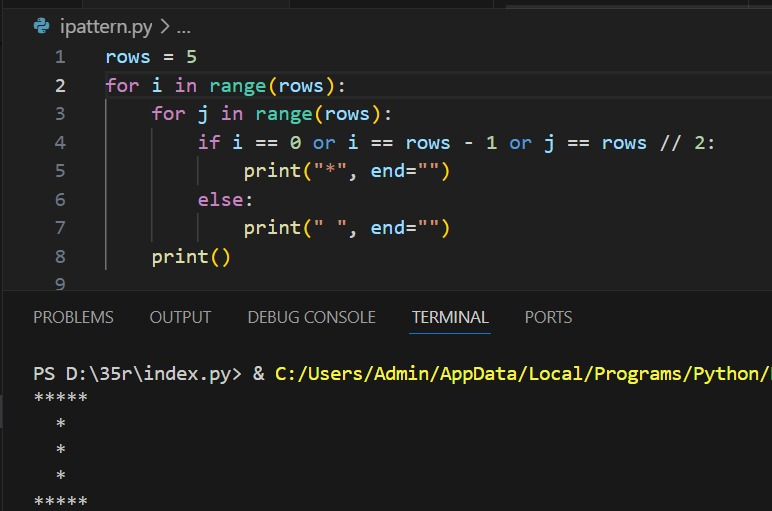 ipattern.py > ...
1 rows = 5
2 for i in range(rows):
3     for j in range(rows):
4         if i == 0 or i == rows - 1 or j == rows // 2:
5             print("*", end="")
6         else:
7             print(" ", end="")
8     print()
9
PROBLEMS OUTPUT DEBUG CONSOLE TERMINAL PORTS
PS D:\35r\index.py> & C:/Users/Admin/AppData/Local/Programs/Python/
*****
  *
  *
  *
*****